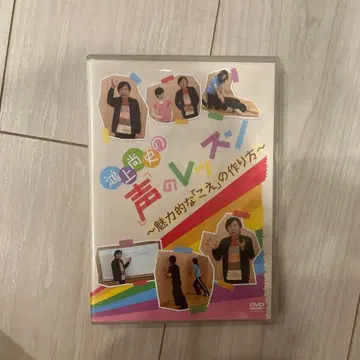 鴻上尚史の
「声」のレッスン!
～魅力的な「こえ」の作り方～
DVD